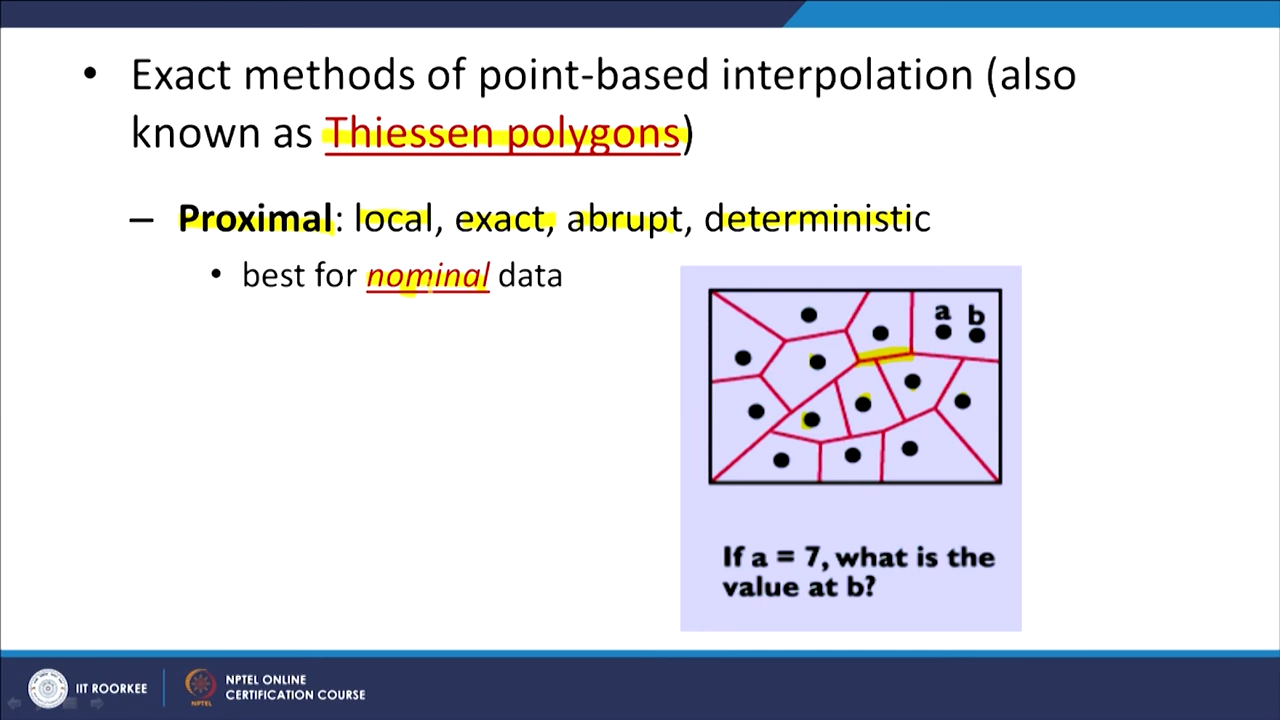 • Exact methods of point-based interpolation (also
known as Thiessen polygons)
– Proximal: local, exact, abrupt, deterministic
• best for nominal data
a b
If a = 7, what is the
value at b?
IIT ROORKEE
NPTEL
NPTEL ONLINE
CERTIFICATION COURSE